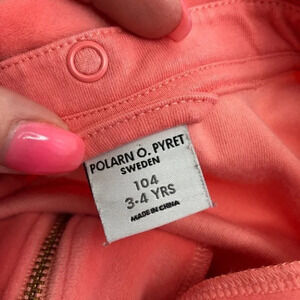 POLARN O. PYRET
SWEDEN
104
3-4 YRS
MADE IN CHINA